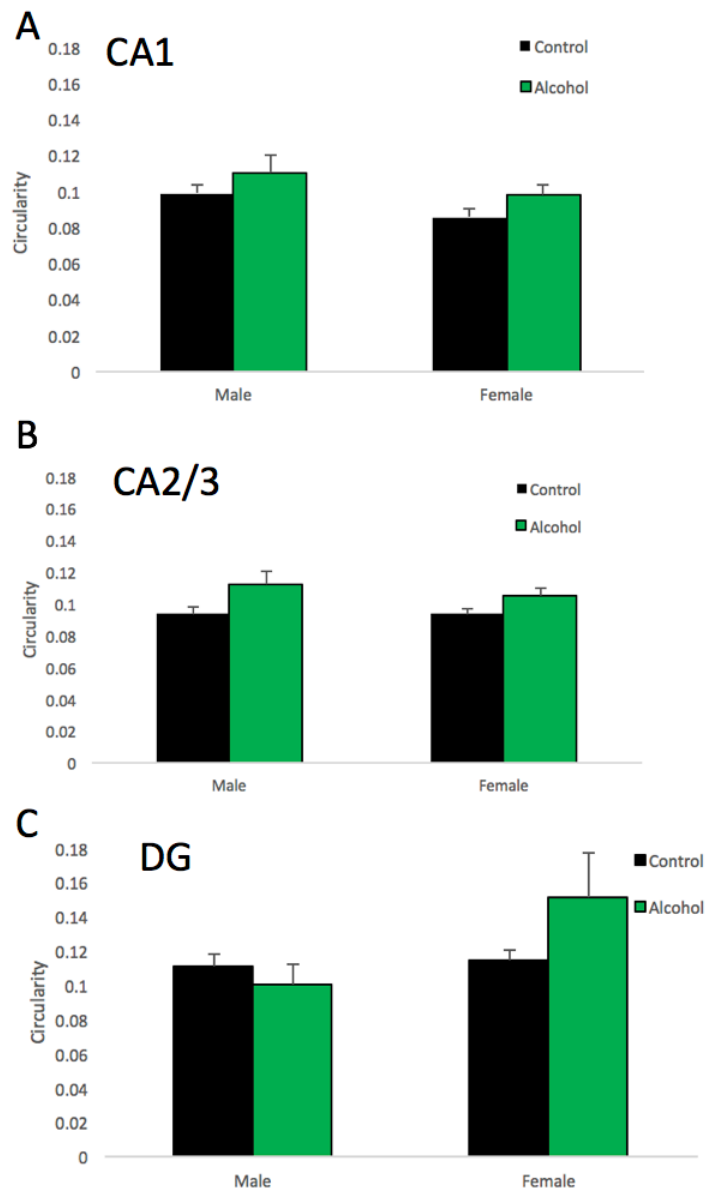 A
CA1
Control
Alcohol
0.18
0.16
0.14
0.12
0.1
0.08
0.06
0.04
0.02
0
Circularity
Male
Female
B
CA2/3
Control
Alcohol
0.18
0.16
0.14
0.12
0.1
0.08
0.06
0.04
0.02
0
Circularity
Male
Female
C
DG
Control
Alcohol
0.18
0.16
0.14
0.12
0.1
0.08
0.06
0.04
0.02
0
Circularity
Male
Female